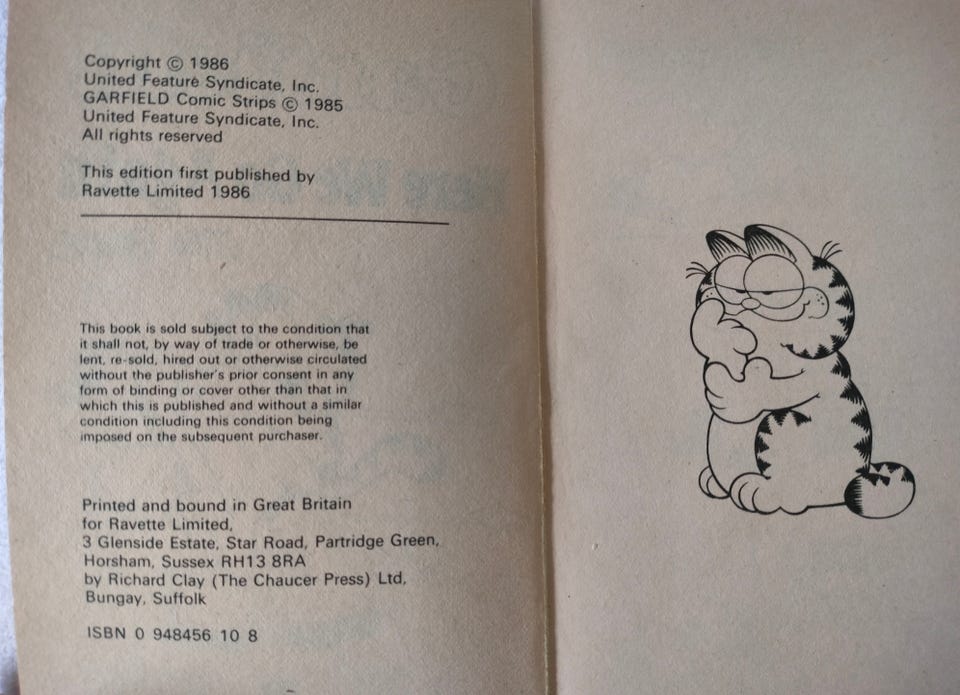 Copyright © 1986
United Feature Syndicate, Inc.
GARFIELD Comic Strips © 1985
United Feature Syndicate, Inc.
All rights reserved
This edition first published by
Ravette Limited 1986
This book is sold subject to the condition that
it shall not, by way of trade or otherwise, be
lent, re-sold, hired out or otherwise circulated
without the publisher's prior consent in any
form of binding or cover other than that in
which this is published and without a similar
condition including this condition being
imposed on the subsequent purchaser.
Printed and bound in Great Britain
for Ravette Limited,
3 Glenside Estate, Star Road, Partridge Green,
Horsham, Sussex RH13 8RA
by Richard Clay (The Chaucer Press) Ltd,
Bungay, Suffolk
ISBN 0 948456 10 8